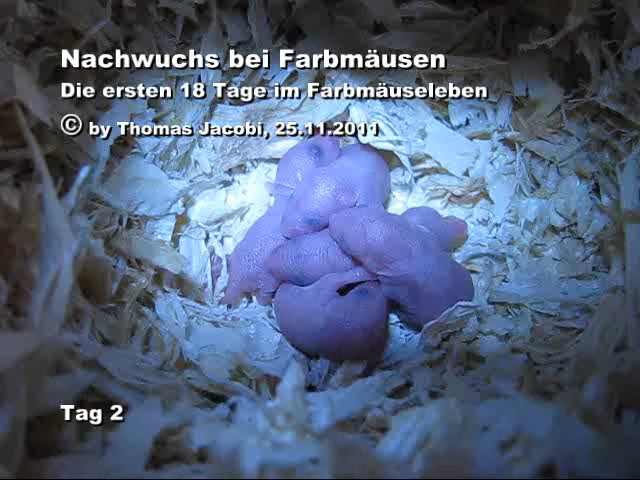 Nachwuchs bei Farbmäusen
Die ersten 18 Tage im Farbmäuseleben
© by Thomas Jacobi, 25.11.2011
Tag 2